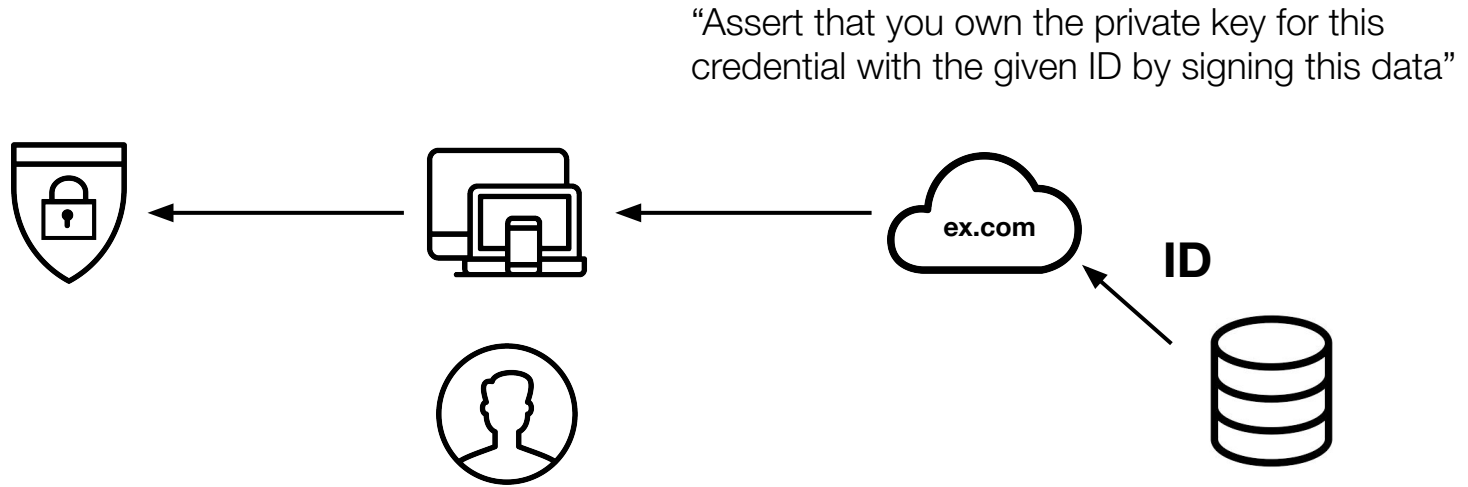 “Assert that you own the private key for this
credential with the given ID by signing this data”
ex.com
ID